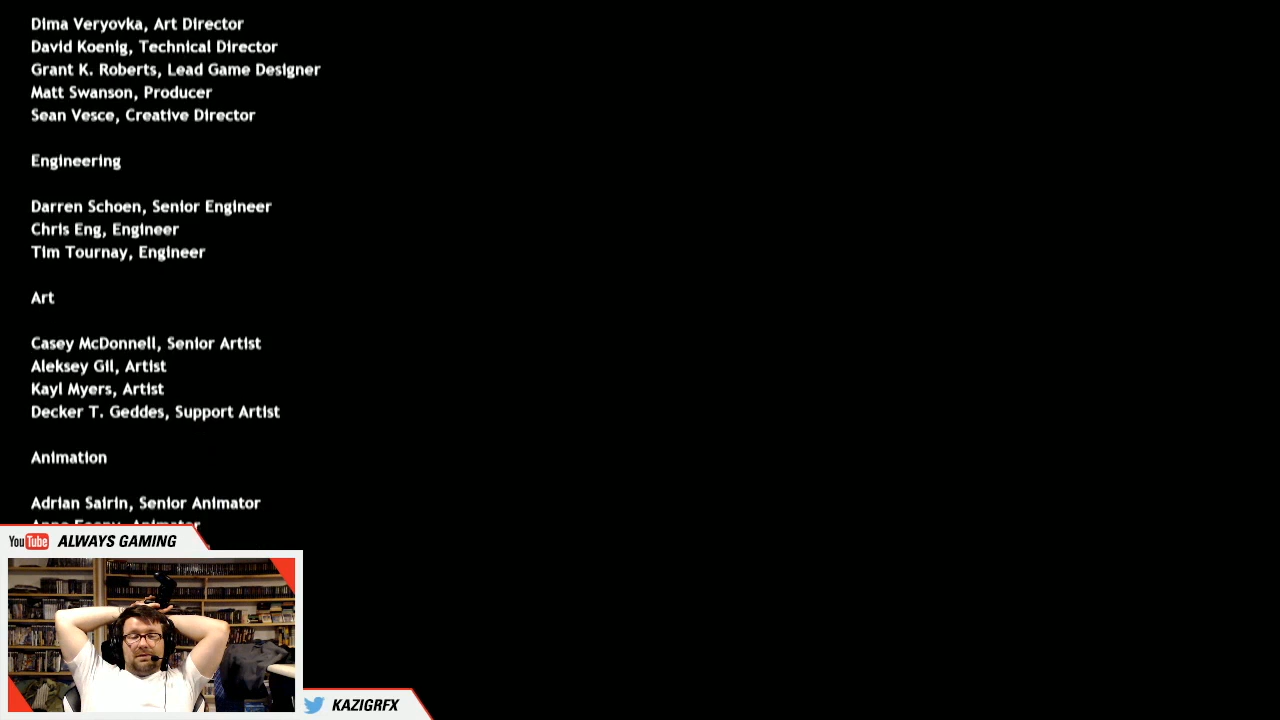 Dima Veryovka, Art Director
David Koenig, Technical Director
Grant K. Roberts, Lead Game Designer
Matt Swanson, Producer
Sean Vesce, Creative Director
Engineering
Darren Schoen, Senior Engineer
Chris Eng, Engineer
Tim Tournay, Engineer
Art
Casey McDonnell, Senior Artist
Aleksey Gil, Artist
Kayl Myers, Artist
Decker T. Geddes, Support Artist
Animation
Adrian Sairin, Senior Animator
Animator
YouTube ALWAYS GAMING
KAZIGRFX